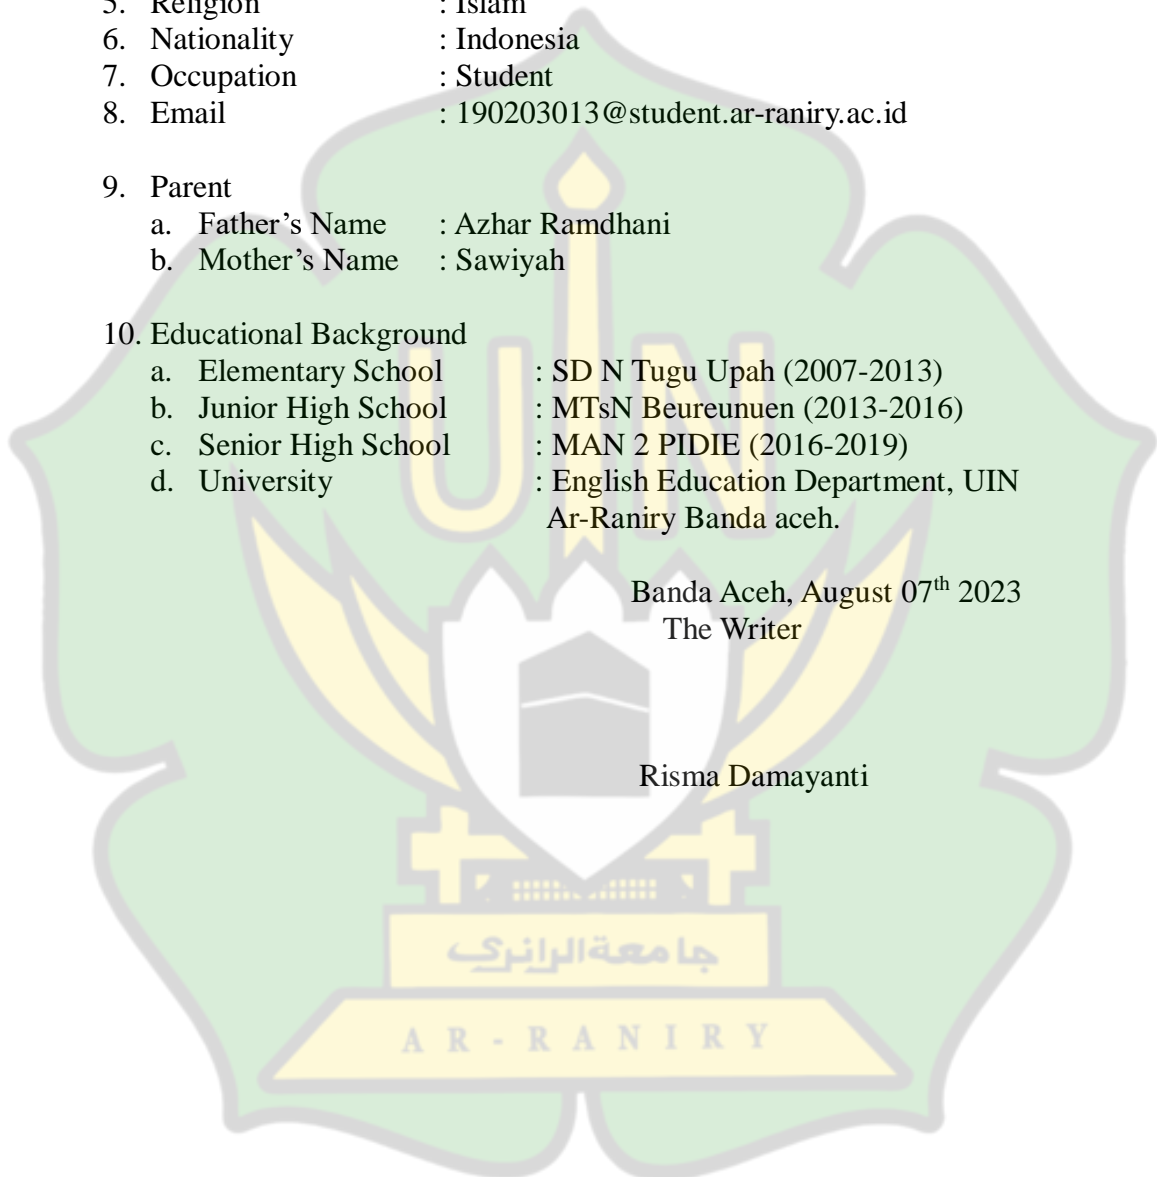 5. Religion : Islam
6. Nationality : Indonesia
7. Occupation : Student
8. Email : 190203013@student.ar-raniry.ac.id
9. Parent
a. Father’s Name : Azhar Ramdhani
b. Mother’s Name : Sawiyah
10. Educational Background
a. Elementary School : SD N Tugu Upah (2007-2013)
b. Junior High School : MTsN Beureunuen (2013-2016)
c. Senior High School : MAN 2 PIDIE (2016-2019)
d. University : English Education Department, UIN
Ar-Raniry Banda aceh.
Banda Aceh, August 07th 2023
The Writer
Risma Damayanti
UIN
جامعة الرانري
AR-RANIRY